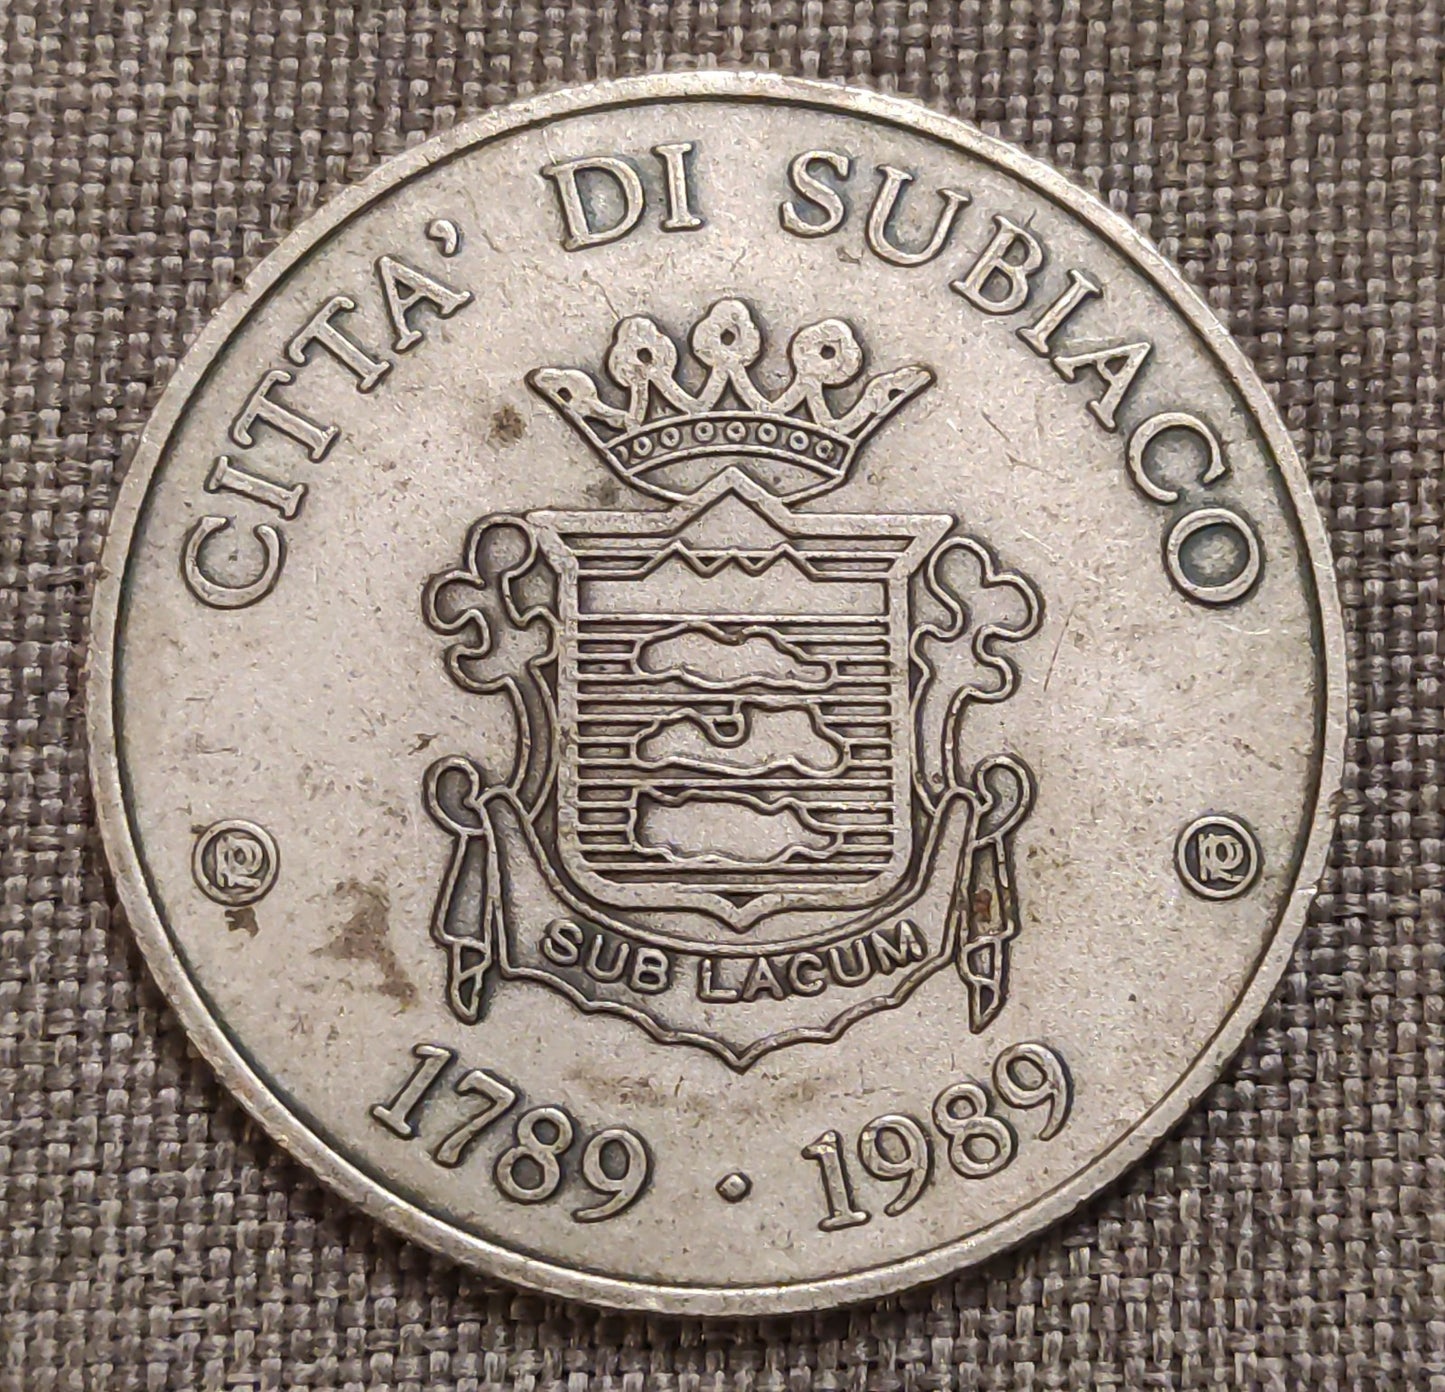 CITTA' DI SUBIACO
SUB LACUM
1789 · 1989